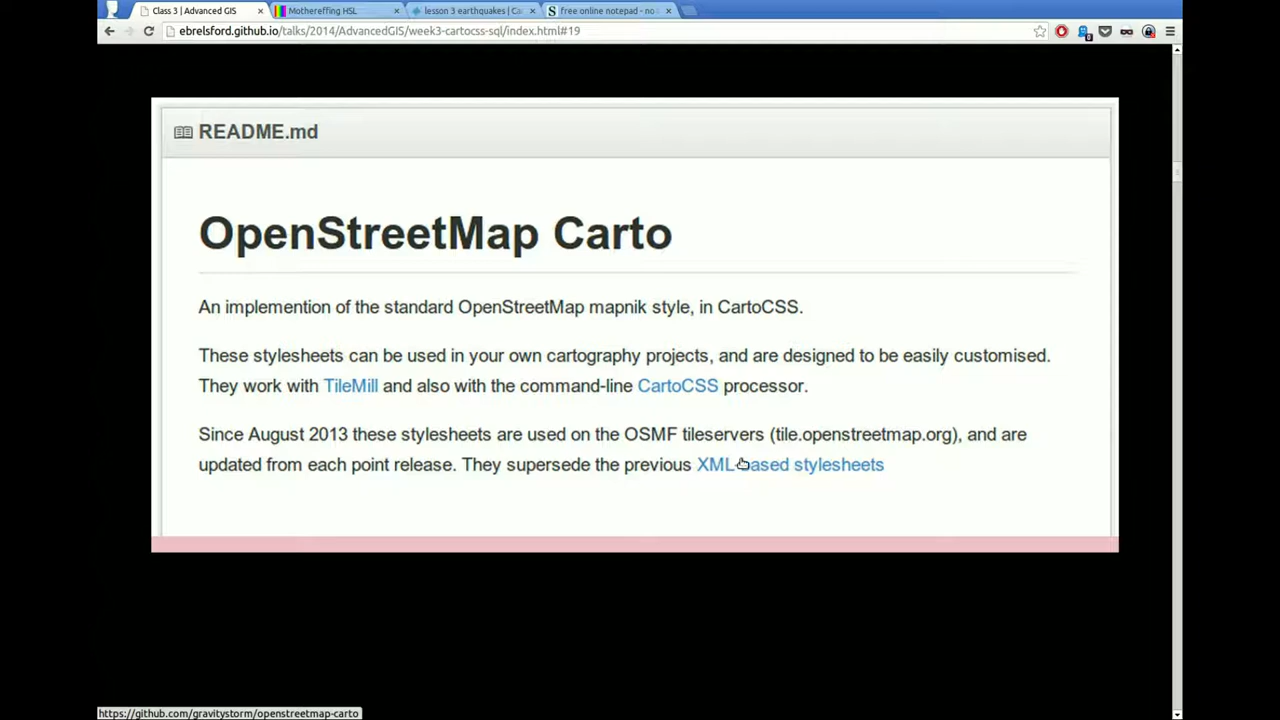 Class 3 | Advanced GIS
Mothereffing HSL
lesson 3 earthquakes | Ca
free online notepad - no
ebrelsford.github.io/talks/2014/AdvancedGIS/week3-cartocss-sql/index.html#19
README.md
OpenStreetMap Carto
An implemention of the standard OpenStreetMap mapnik style, in CartoCSS.
These stylesheets can be used in your own cartography projects, and are designed to be easily customised.
They work with TileMill and also with the command-line CartoCSS processor.
Since August 2013 these stylesheets are used on the OSMF tileservers (tile.openstreetmap.org), and are
updated from each point release. They supersede the previous XML-based stylesheets
https://github.com/gravitystorm/openstreetmap-carto